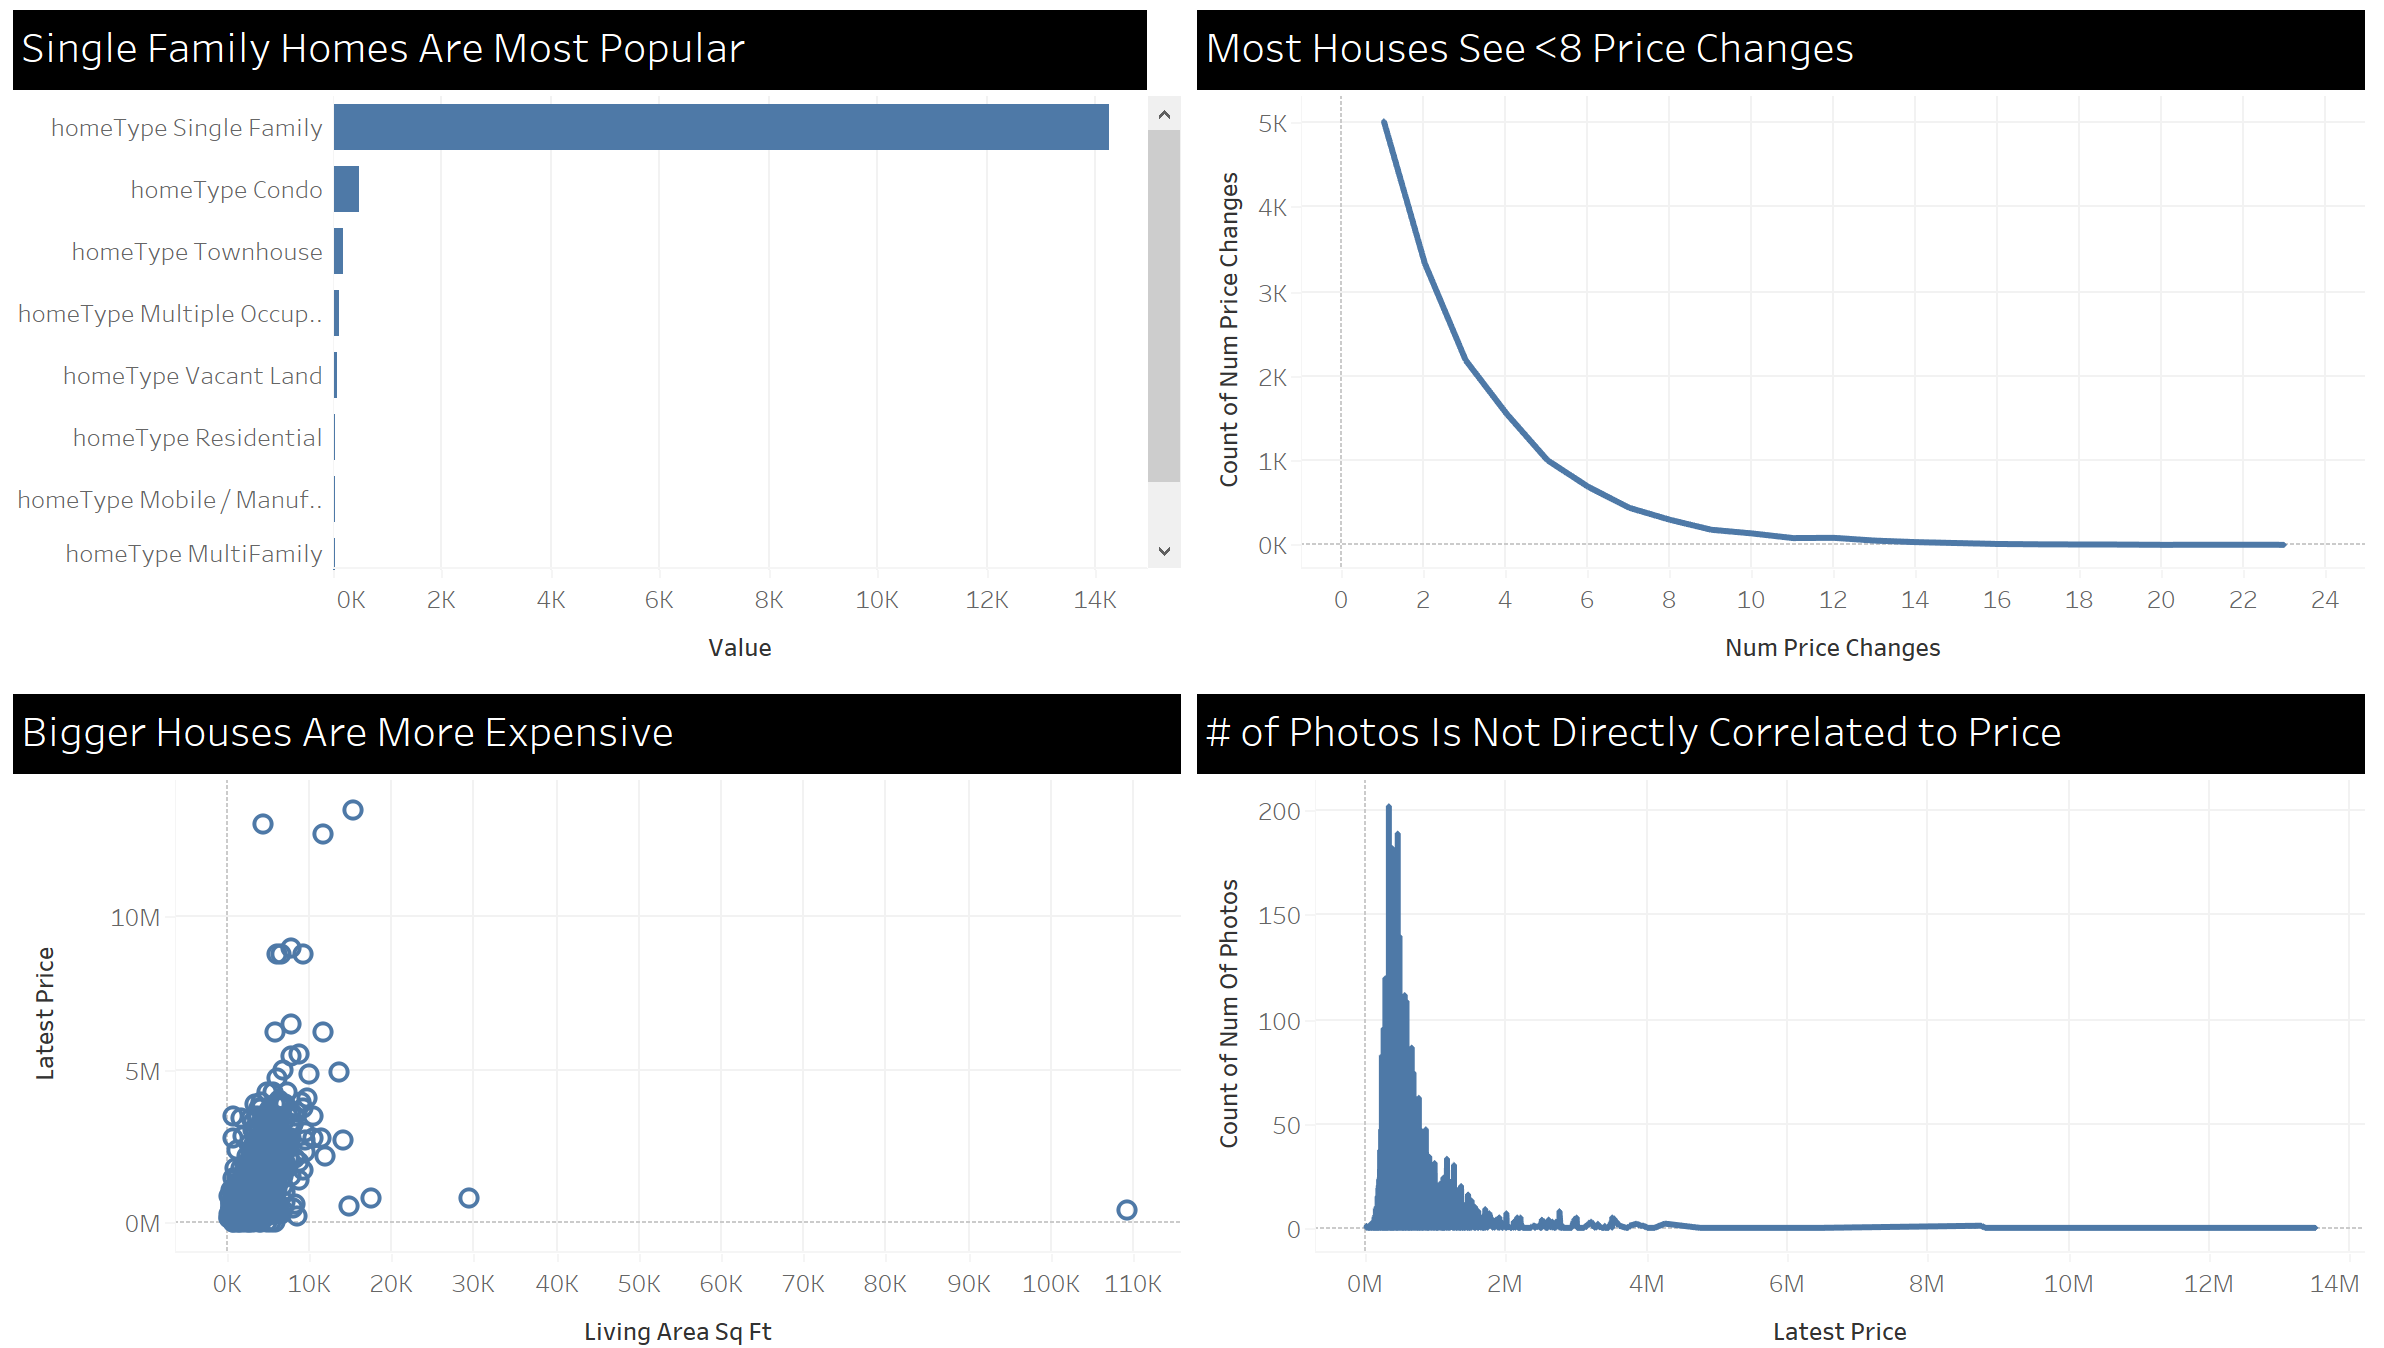 Single Family Homes Are Most Popular
homeType Single Family
homeType Condo
homeType Townhouse
homeType Multiple Occup..
homeType Vacant Land
homeType Residential
homeType Mobile / Manuf..
homeType MultiFamily
0K 2K 4K 6K 8K 10K 12K 14K
Value
Most Houses See <8 Price Changes
Count of Num Price Changes
5K
4K
3K
2K
1K
0K
0 2 4 6 8 10 12 14 16 18 20 22 24
Num Price Changes
Bigger Houses Are More Expensive
Latest Price
10M
5M
0M
0K 10K 20K 30K 40K 50K 60K 70K 80K 90K 100K 110K
Living Area Sq Ft
# of Photos Is Not Directly Correlated to Price
Count of Num Of Photos
200
150
100
50
0
0M 2M 4M 6M 8M 10M 12M 14M
Latest Price